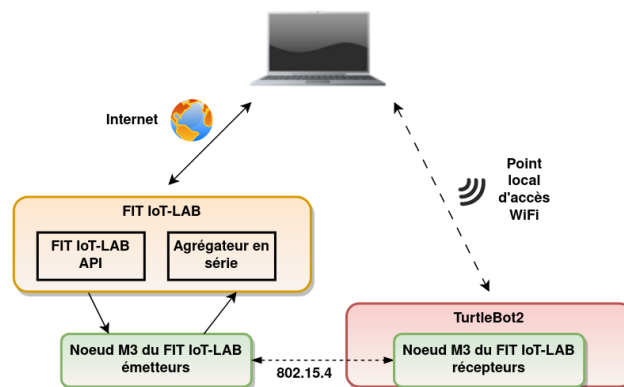 Internet
Point
local
d'accès
WiFi
FIT IoT-LAB
FIT IoT-LAB
API
Agrégateur en
série
TurtleBot2
Noeud M3 du FIT IoT-LAB
émetteurs
802.15.4
Noeud M3 du FIT IoT-LAB
récepteurs